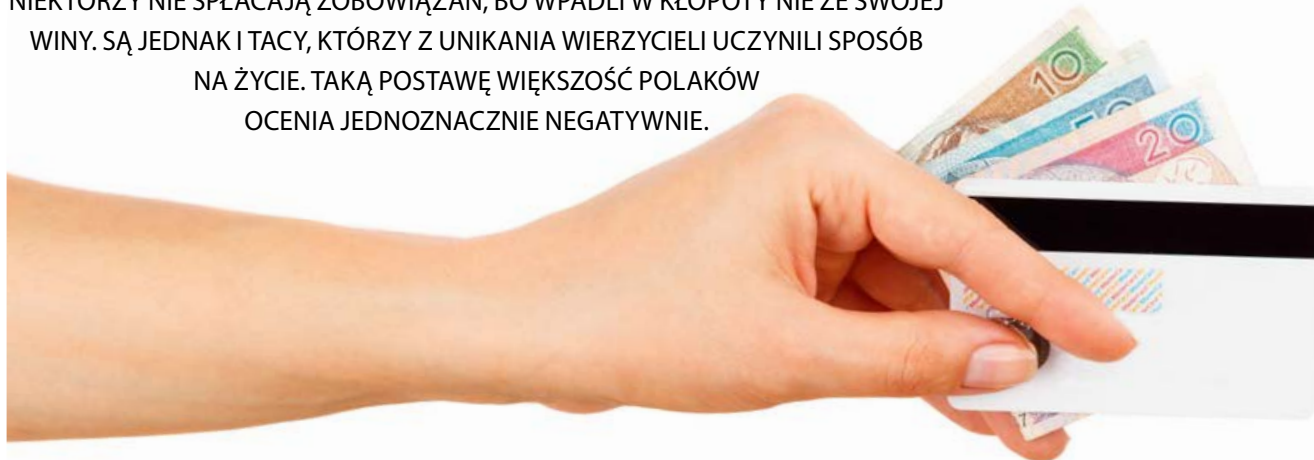 NIEKTÓRZY NIE SPŁACAJĄ ZOBOWIĄZAŃ, BO WPADLI W KŁOPOTY NIE ZE SWOJEJ
WINY. SĄ JEDNAK I TACY, KTÓRZY Z UNIKANIA WIERZYCIELI UCZYNILI SPOSÓB
NA ŻYCIE. TAKĄ POSTAWĘ WIĘKSZOŚĆ POLAKÓW
OCENIA JEDNOZNACZNIE NEGATYWNIE.
10
50
20